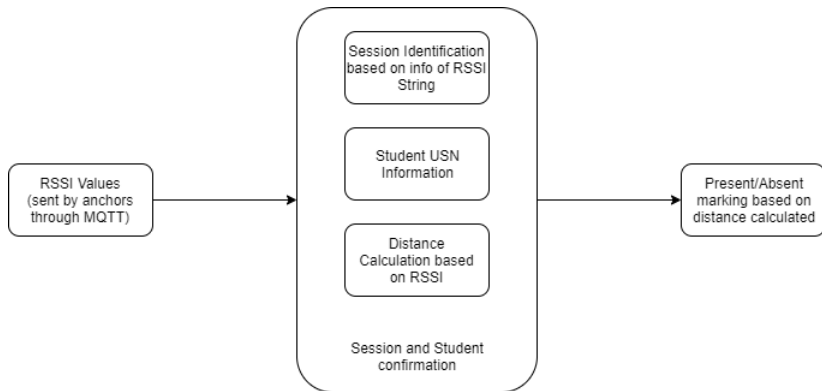 RSSI Values
(sent by anchors
through MQTT)
Session Identification
based on info of RSSI
String
Student USN
Information
Distance
Calculation based
on RSSI
Session and Student
confirmation
Present/Absent
marking based on
distance calculated